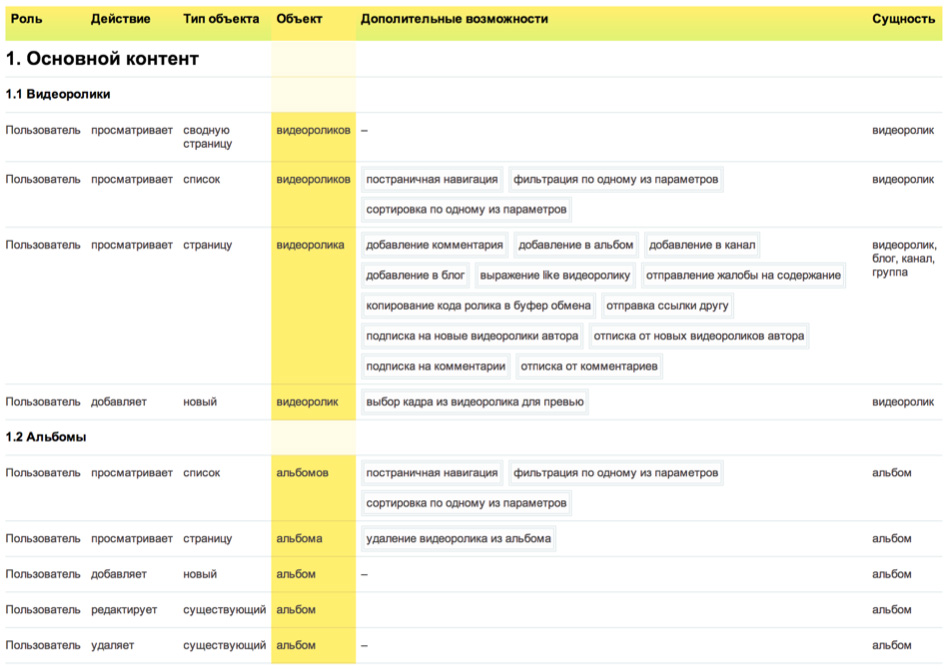 Роль Действие Тип объекта Объект Дополительные возможности Сущность
1. Основной контент
1.1 Видеоролики
Пользователь просматривает сводную страницу видеороликов – видеоролик
Пользователь просматривает список видеороликов постраничная навигация фильтрация по одному из параметров видеоролик
сортировка по одному из параметров
Пользователь просматривает страницу видеоролика добавление комментария добавление в альбом добавление в канал видеоролик, блог, канал, группа
добавление в блог выражение like видеоролику отправление жалобы на содержание
копирование кода ролика в буфер обмена отправка ссылки другу
подписка на новые видеоролики автора отписка от новых видеороликов автора
подписка на комментарии отписка от комментариев
Пользователь добавляет новый видеоролик выбор кадра из видеоролика для превью видеоролик
1.2 Альбомы
Пользователь просматривает список альбомов постраничная навигация фильтрация по одному из параметров альбом
сортировка по одному из параметров
Пользователь просматривает страницу альбома удаление видеоролика из альбома альбом
Пользователь добавляет новый альбом – альбом
Пользователь редактирует существующий альбом альбом
Пользователь удаляет существующий альбом – альбом